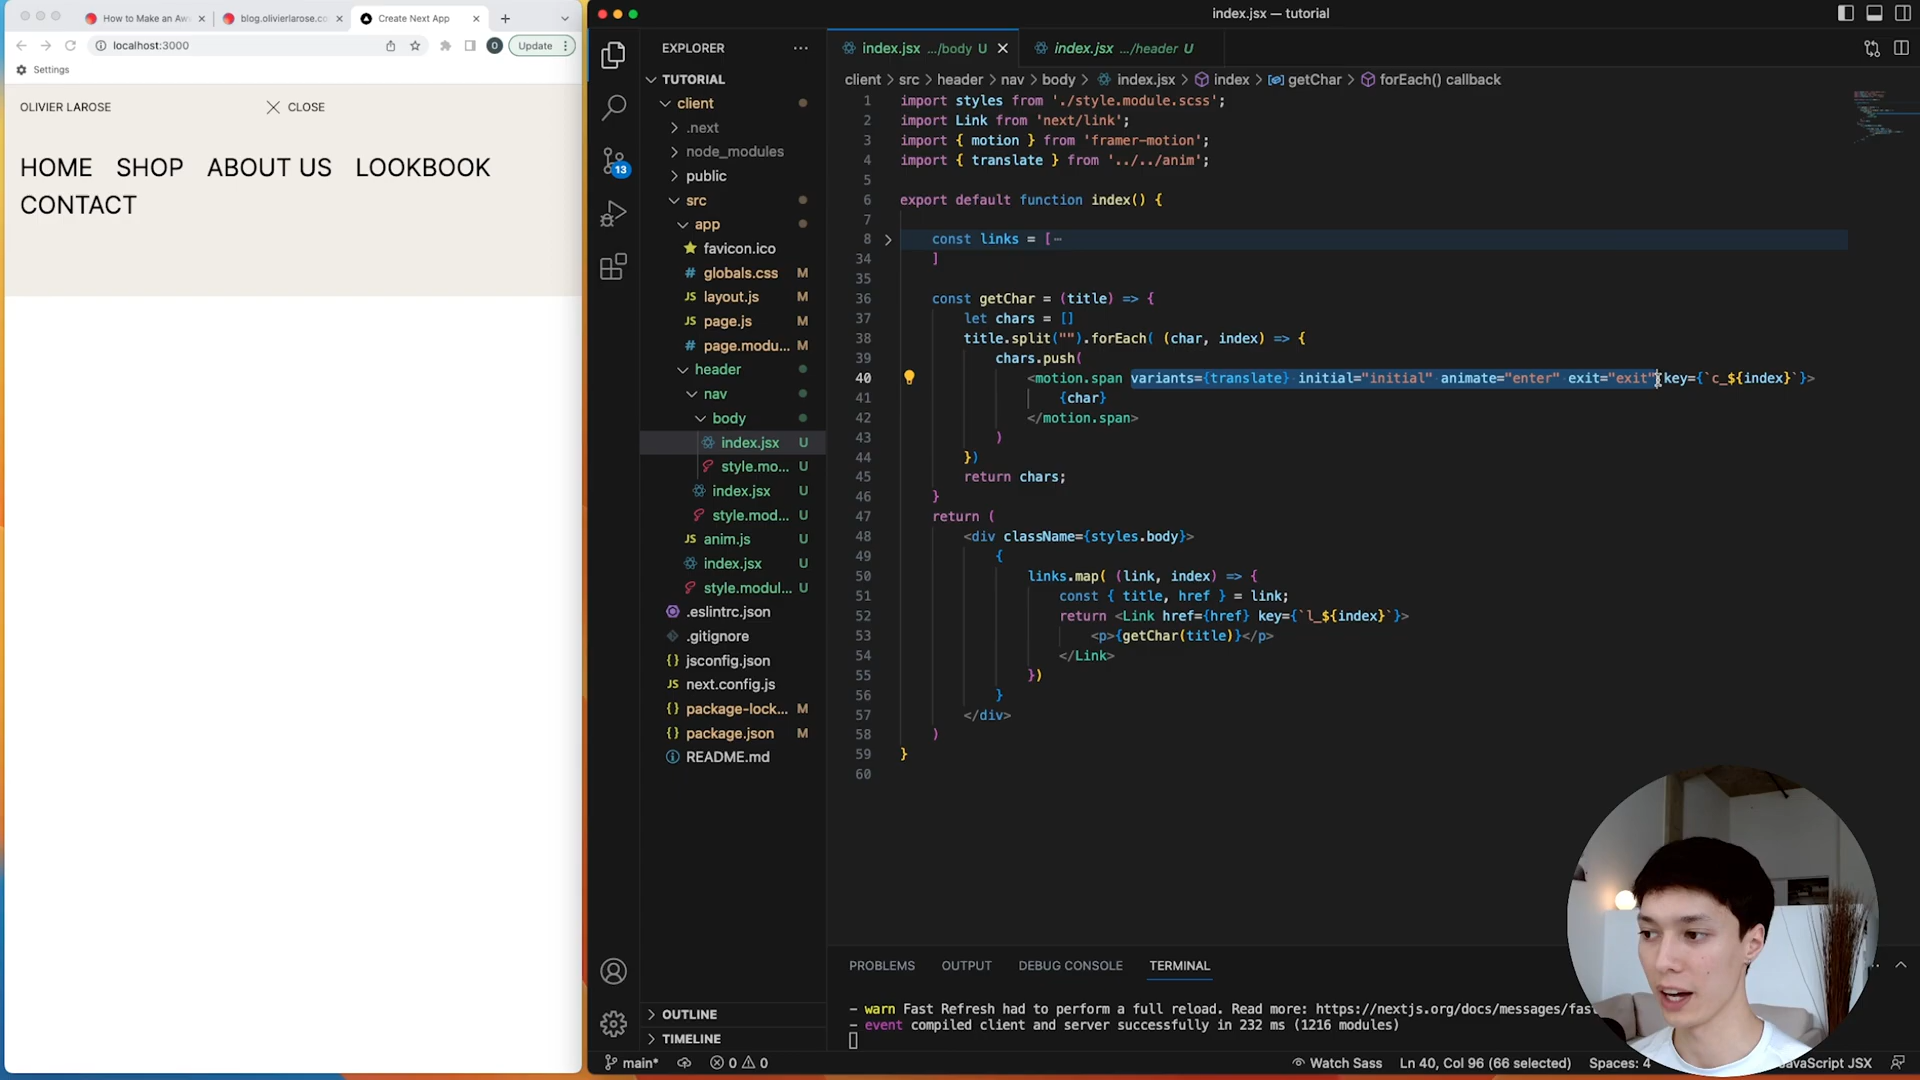 How to Make an Aw
blog.olivierlarose.co
Create Next App
localhost:3000
Update
Settings
OLIVIER LAROSE
CLOSE
HOME SHOP ABOUT US LOOKBOOK
CONTACT
index.jsx — tutorial
EXPLORER
TUTORIAL
client
.next
node_modules
public
src
app
favicon.ico
globals.css M
layout.js M
page.js M
page.modu... M
header
nav
body
index.jsx U
style.mo... U
index.jsx U
style.mod... U
anim.js U
index.jsx U
style.modul... U
.eslintrc.json
.gitignore
jsconfig.json
next.config.js
package-lock... M
package.json M
README.md
OUTLINE
TIMELINE
13
index.jsx .../body U
index.jsx .../header U
client > src > header > nav > body > index.jsx > index > getChar > forEach() callback
1 import styles from './style.module.scss';
2 import Link from 'next/link';
3 import { motion } from 'framer-motion';
4 import { translate } from '../../anim';
5
6 export default function index() {
7
8 const links = [⋯
34 ]
35
36 const getChar = (title) => {
37 let chars = []
38 title.split("").forEach( (char, index) => {
39 chars.push(
40 <motion.span variants={translate} initial="initial" animate="enter" exit="exit" key={`c_${index}`}>
41 {char}
42 </motion.span>
43 )
44 })
45 return chars;
46 }
47 return (
48 <div className={styles.body}>
49 {
50 links.map( (link, index) => {
51 const { title, href } = link;
52 return <Link href={href} key={`l_${index}`}>
53 <p>{getChar(title)}</p>
54 </Link>
55 })
56 }
57 </div>
58 )
59 }
60
PROBLEMS OUTPUT DEBUG CONSOLE TERMINAL
- warn Fast Refresh had to perform a full reload. Read more: https://nextjs.org/docs/messages/fas
- event compiled client and server successfully in 232 ms (1216 modules)
main* 0 0 Watch Sass Ln 40, Col 96 (66 selected) Spaces: 4 JavaScript JSX